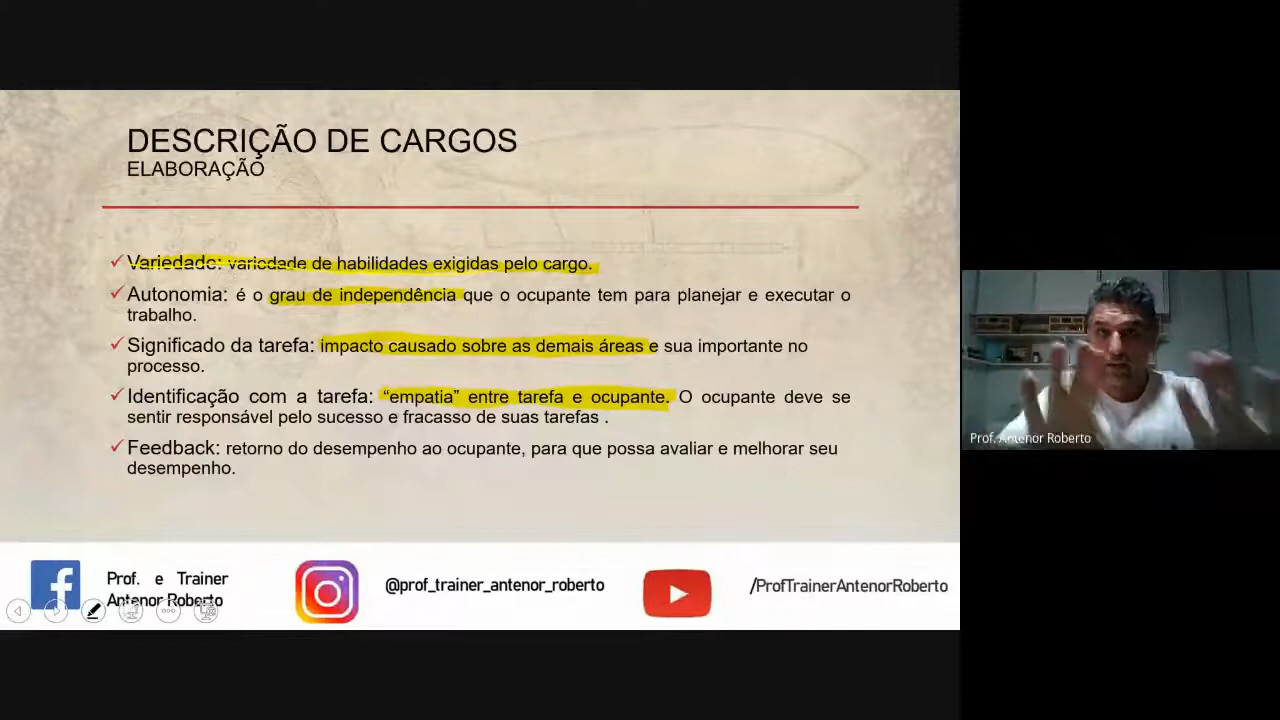 DESCRIÇÃO DE CARGOS
ELABORAÇÃO
Variedade: variedade de habilidades exigidas pelo cargo.
Autonomia: é o grau de independência que o ocupante tem para planejar e executar o
trabalho.
Significado da tarefa: impacto causado sobre as demais áreas e sua importante no
processo.
Identificação com a tarefa: “empatia” entre tarefa e ocupante. O ocupante deve se
sentir responsável pelo sucesso e fracasso de suas tarefas .
Feedback: retorno do desempenho ao ocupante, para que possa avaliar e melhorar seu
desempenho.
Prof. Antenor Roberto
Prof. e Trainer
Antenor Roberto
@prof_trainer_antenor_roberto
/ProfTrainerAntenorRoberto